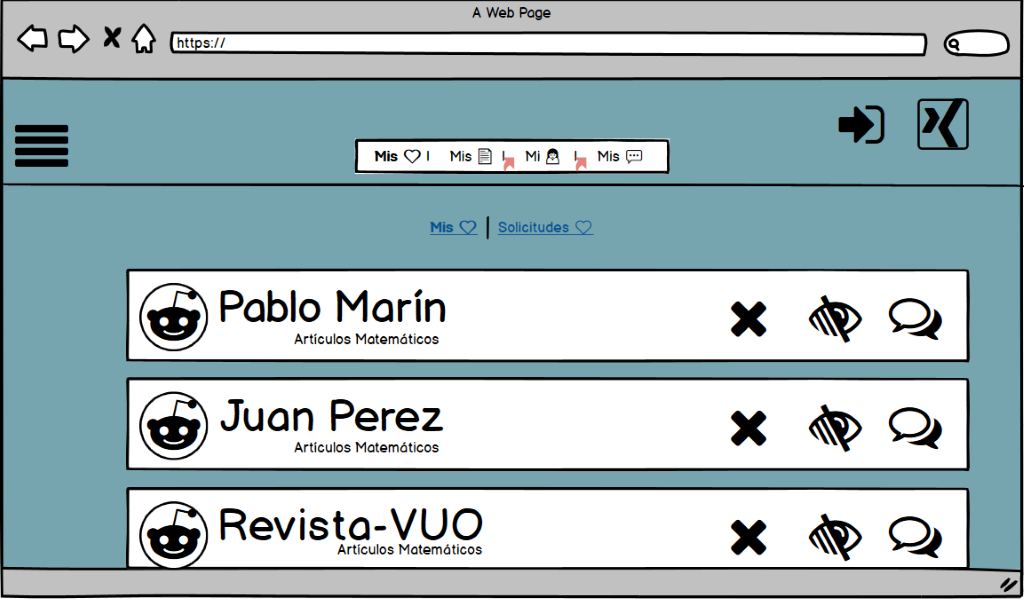 A Web Page
https://
Mis | Mis | Mi | Mis
Mis | Solicitudes
Pablo Marín
Artículos Matemáticos
Juan Perez
Artículos Matemáticos
Revista-VUO
Artículos Matemáticos